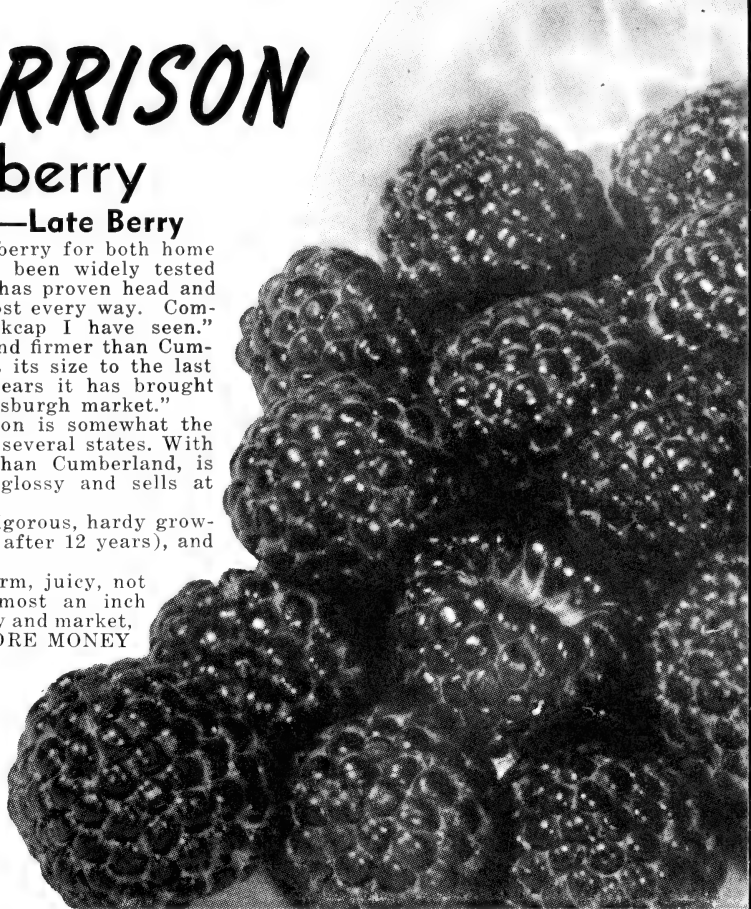 RRISON
berry
—Late Berry
berry for both home
been widely tested
has proven head and
ost every way. Com-
kcap I have seen."
nd firmer than Cum-
its size to the last
ears it has brought
sburgh market."
on is somewhat the
several states. With
han Cumberland, is
glossy and sells at
igorous, hardy grow-
after 12 years), and
rm, juicy, not
most an inch
y and market,
ORE MONEY